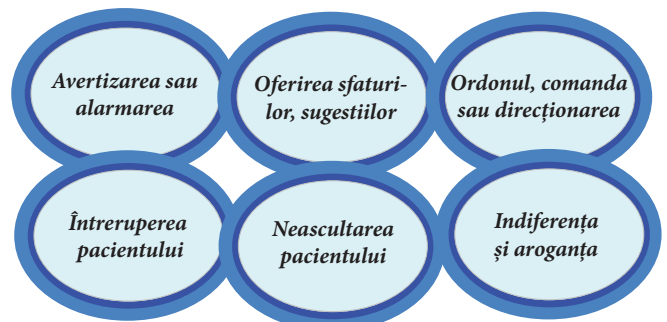 Avertizarea sau
alarmarea
Oferirea sfaturi-
lor, sugestiilor
Ordonul, comanda
sau direcționarea
Întreruperea
pacientului
Neascultarea
pacientului
Indiferența
și aroganța